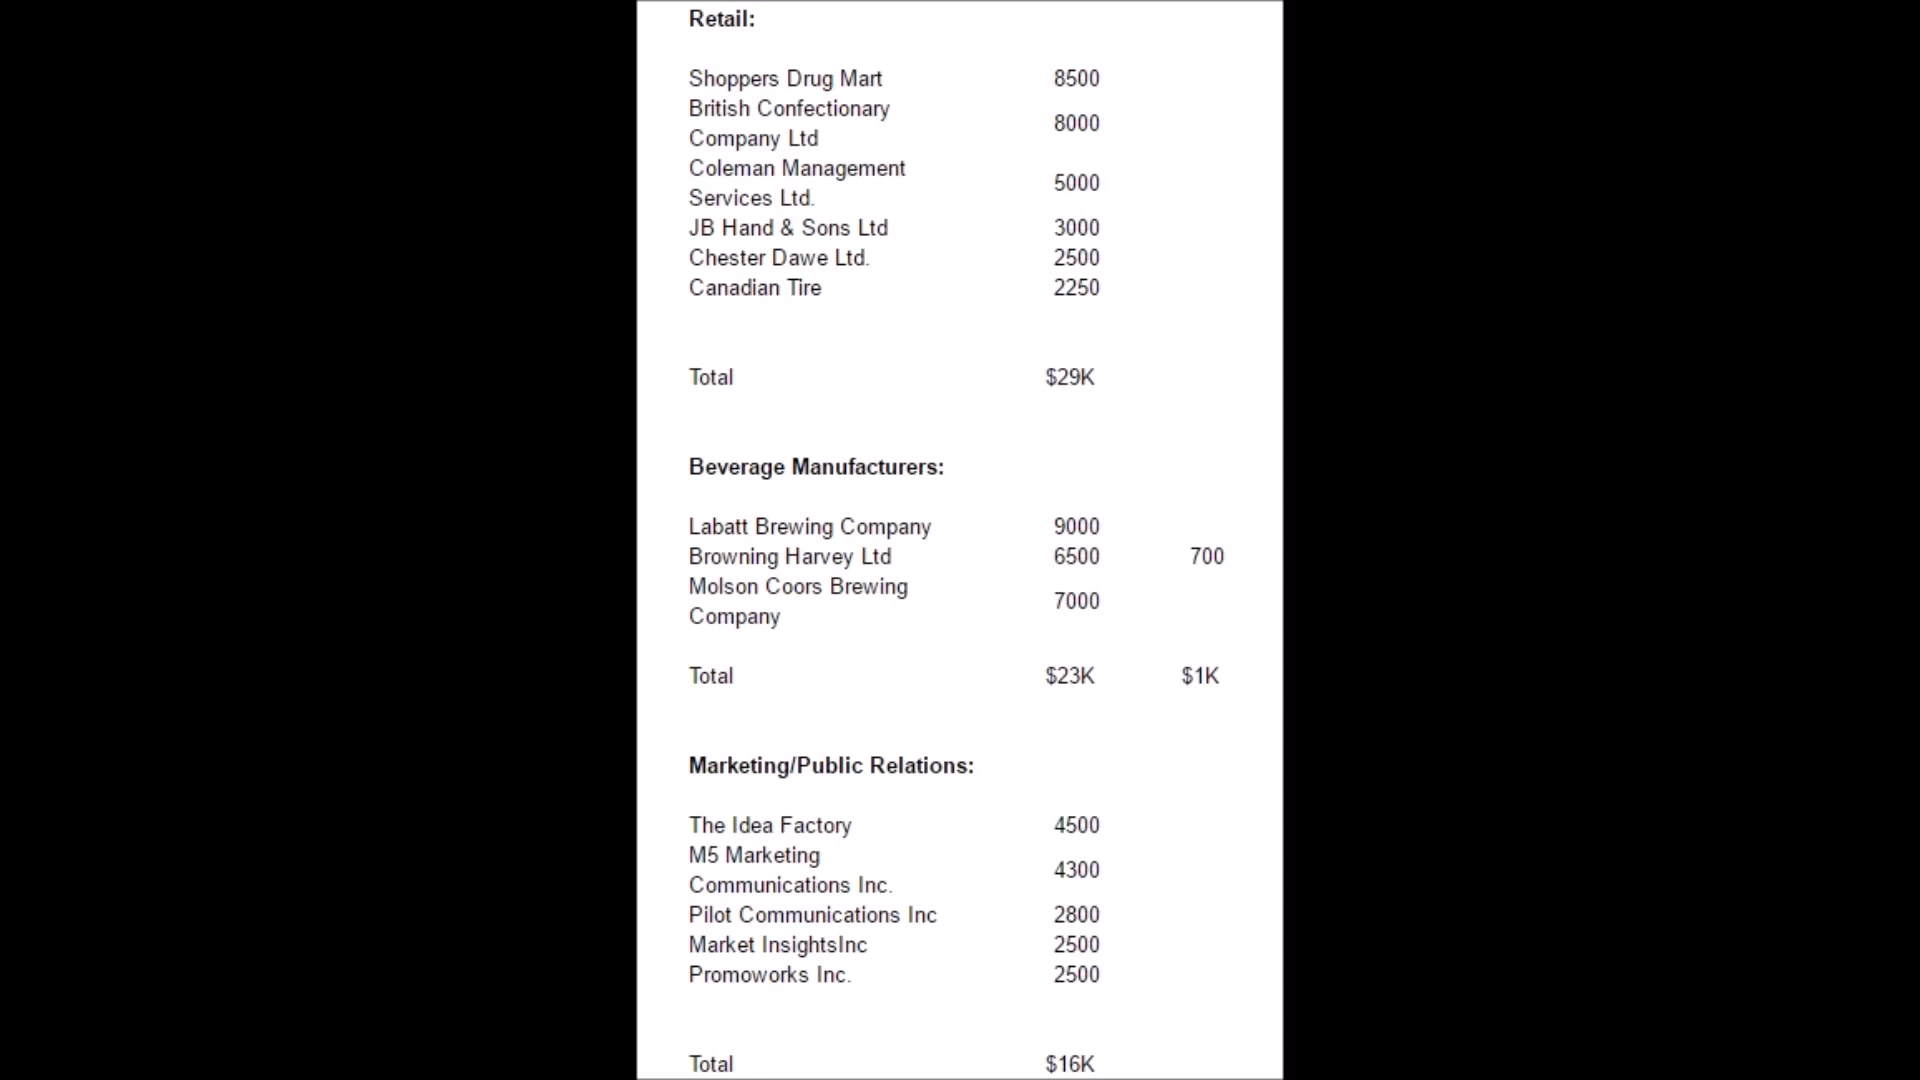 Retail:
Shoppers Drug Mart 8500
British Confectionary
Company Ltd 8000
Coleman Management
Services Ltd. 5000
JB Hand & Sons Ltd 3000
Chester Dawe Ltd. 2500
Canadian Tire 2250
Total $29K
Beverage Manufacturers:
Labatt Brewing Company 9000
Browning Harvey Ltd 6500 700
Molson Coors Brewing
Company 7000
Total $23K $1K
Marketing/Public Relations:
The Idea Factory 4500
M5 Marketing
Communications Inc. 4300
Pilot Communications Inc 2800
Market InsightsInc 2500
Promoworks Inc. 2500
Total $16K